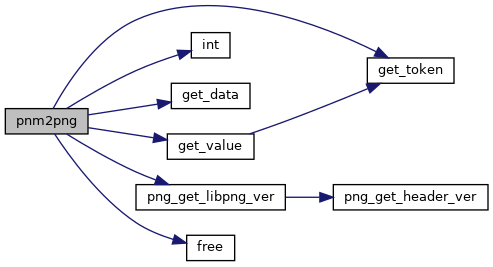 pnm2png
int
get_data
get_value
get_token
png_get_libpng_ver
png_get_header_ver
free